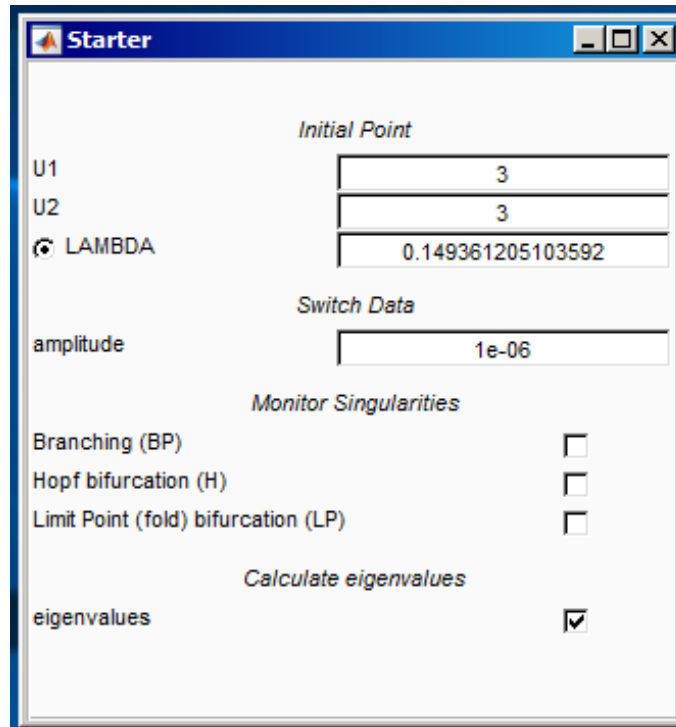 Starter
Initial Point
U1 3
U2 3
LAMBDA 0.149361205103592
Switch Data
amplitude 1e-06
Monitor Singularities
Branching (BP)
Hopf bifurcation (H)
Limit Point (fold) bifurcation (LP)
Calculate eigenvalues
eigenvalues